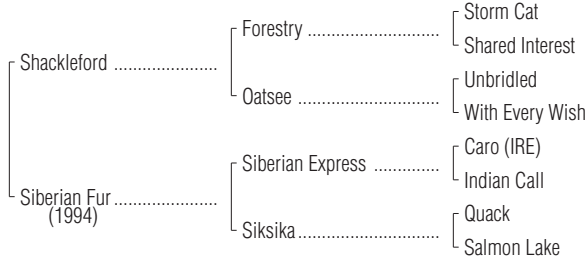 Storm Cat
Forestry
Shared Interest
Shackleford
Unbridled
Oatsee
With Every Wish
Caro (IRE)
Siberian Express
Indian Call
Siberian Fur
(1994)
Quack
Siksika
Salmon Lake